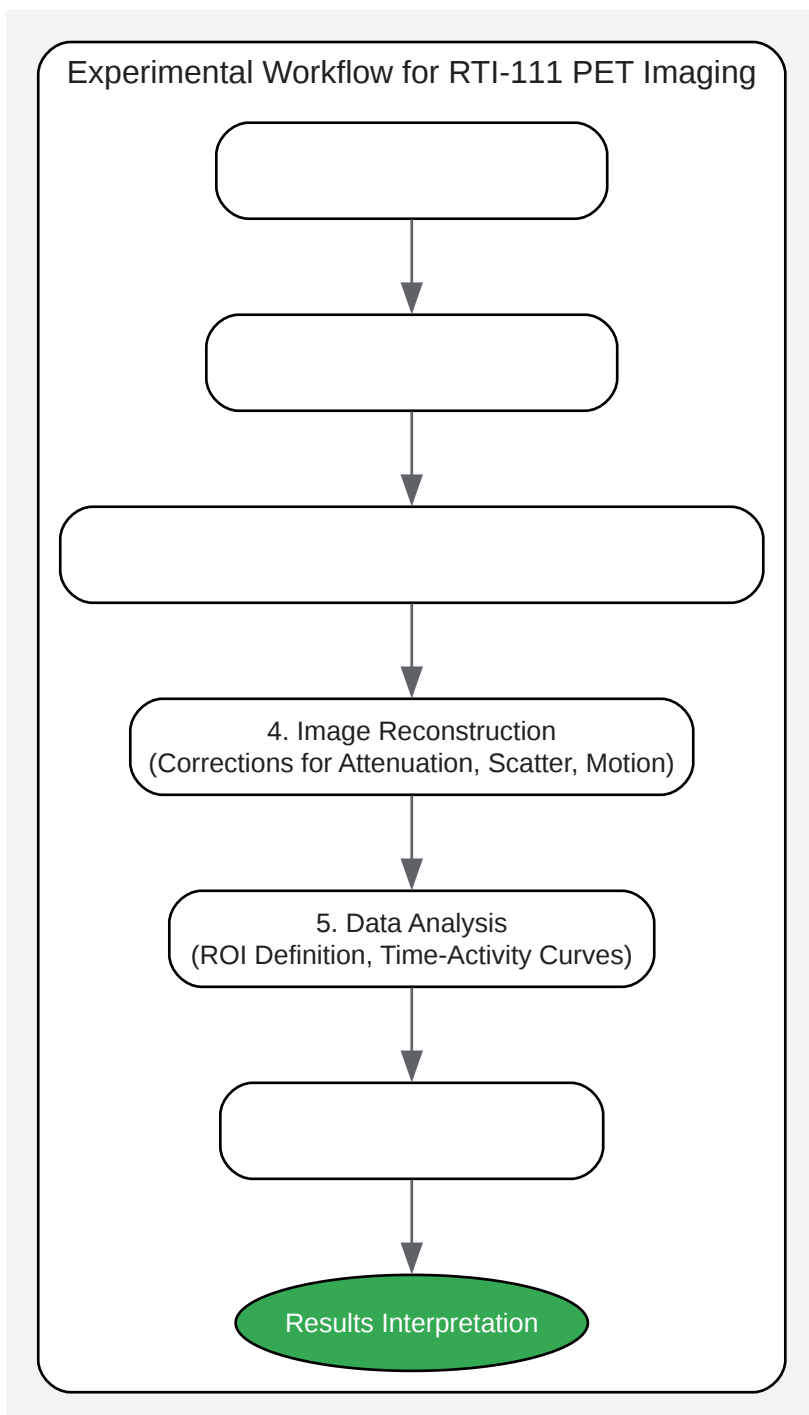 Experimental Workflow for RTI-111 PET Imaging
4. Image Reconstruction
(Corrections for Attenuation, Scatter, Motion)
5. Data Analysis
(ROI Definition, Time-Activity Curves)
Results Interpretation